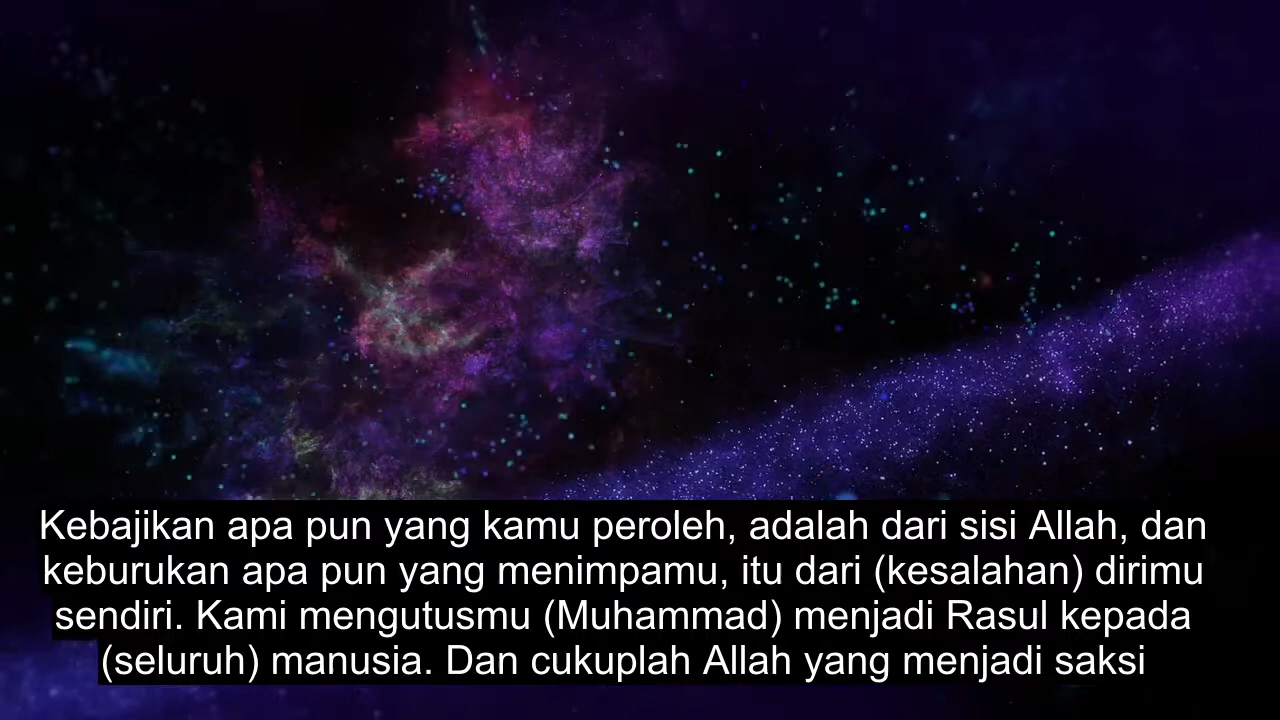 Kebajikan apa pun yang kamu peroleh, adalah dari sisi Allah, dan
keburukan apa pun yang menimpamu, itu dari (kesalahan) dirimu
sendiri. Kami mengutusmu (Muhammad) menjadi Rasul kepada
(seluruh) manusia. Dan cukuplah Allah yang menjadi saksi